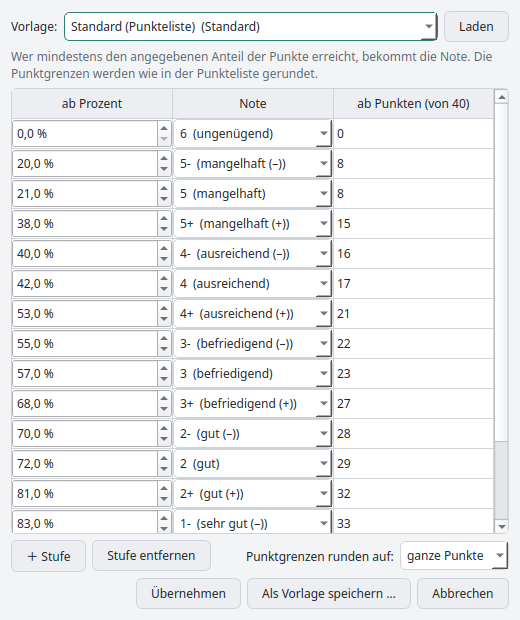 Vorlage: Standard (Punkteliste) (Standard) Laden
Wer mindestens den angegebenen Anteil der Punkte erreicht, bekommt die Note. Die
Punktgrenzen werden wie in der Punkteliste gerundet.
ab Prozent Note ab Punkten (von 40)
0,0 % 6 (ungenügend) 0
20,0 % 5- (mangelhaft (–)) 8
21,0 % 5 (mangelhaft) 8
38,0 % 5+ (mangelhaft (+)) 15
40,0 % 4- (ausreichend (–)) 16
42,0 % 4 (ausreichend) 17
53,0 % 4+ (ausreichend (+)) 21
55,0 % 3- (befriedigend (–)) 22
57,0 % 3 (befriedigend) 23
68,0 % 3+ (befriedigend (+)) 27
70,0 % 2- (gut (–)) 28
72,0 % 2 (gut) 29
81,0 % 2+ (gut (+)) 32
83,0 % 1- (sehr gut (–)) 33
+ Stufe Stufe entfernen Punktgrenzen runden auf: ganze Punkte
Übernehmen Als Vorlage speichern ... Abbrechen